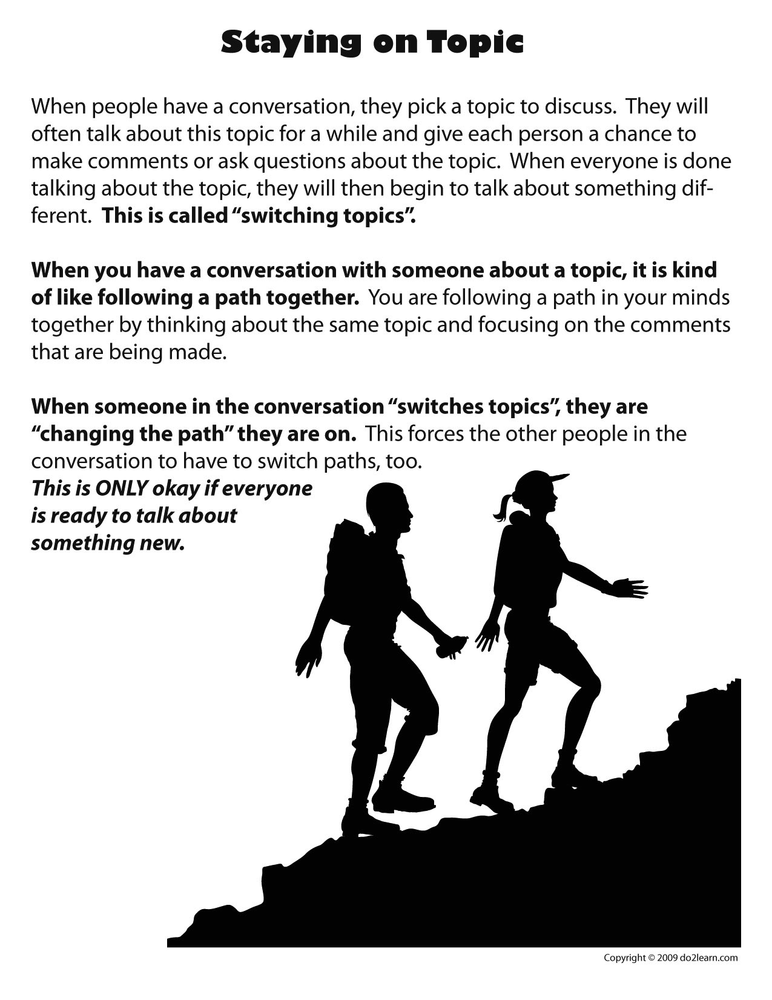 Staying on Topic
When people have a conversation, they pick a topic to discuss.  They will
often talk about this topic for a while and give each person a chance to
make comments or ask questions about the topic.  When everyone is done
talking about the topic, they will then begin to talk about something dif-
ferent.  This is called “switching topics”.
When you have a conversation with someone about a topic, it is kind
of like following a path together.  You are following a path in your minds
together by thinking about the same topic and focusing on the comments
that are being made.
When someone in the conversation “switches topics”, they are
“changing the path” they are on.  This forces the other people in the
conversation to have to switch paths, too.
This is ONLY okay if everyone
is ready to talk about
something new.
Copyright © 2009 do2learn.com